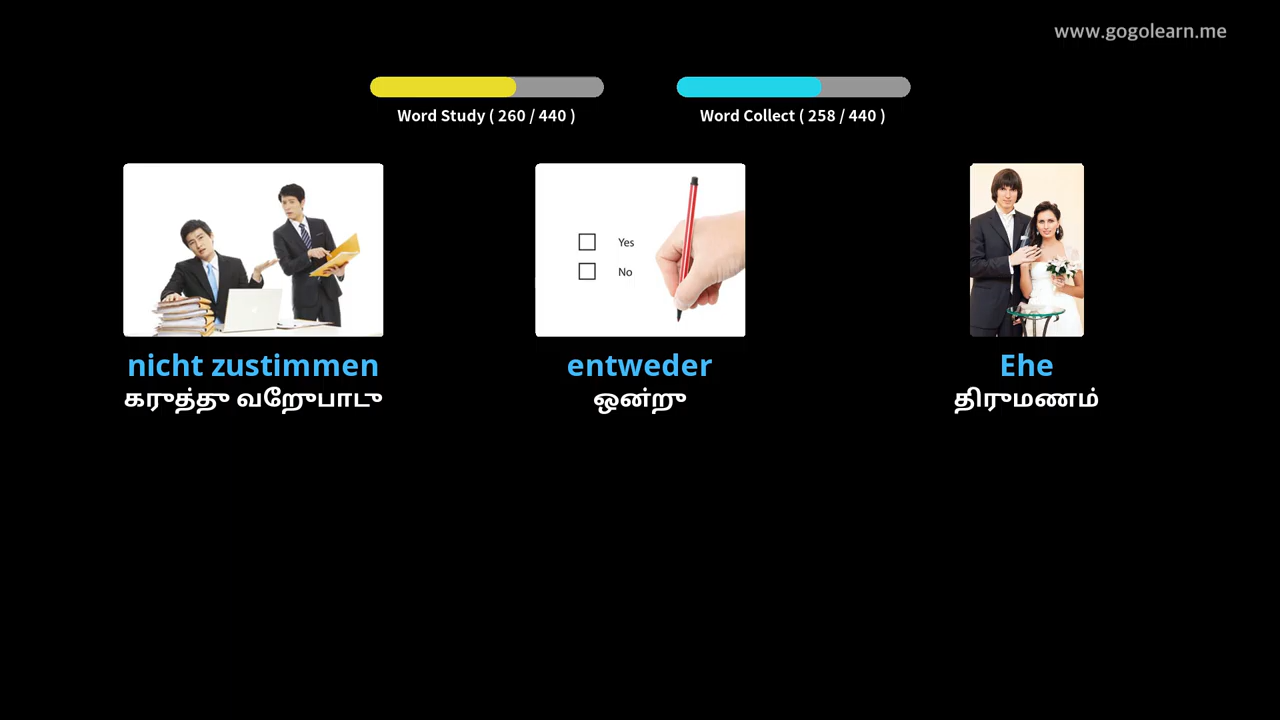 www.gogolearn.me
Word Study ( 260 / 440 )
Word Collect ( 258 / 440 )
Yes
No
nicht zustimmen
entweder
Ehe
கருத்து வேறுபாடு
ஒன்று
திருமணம்